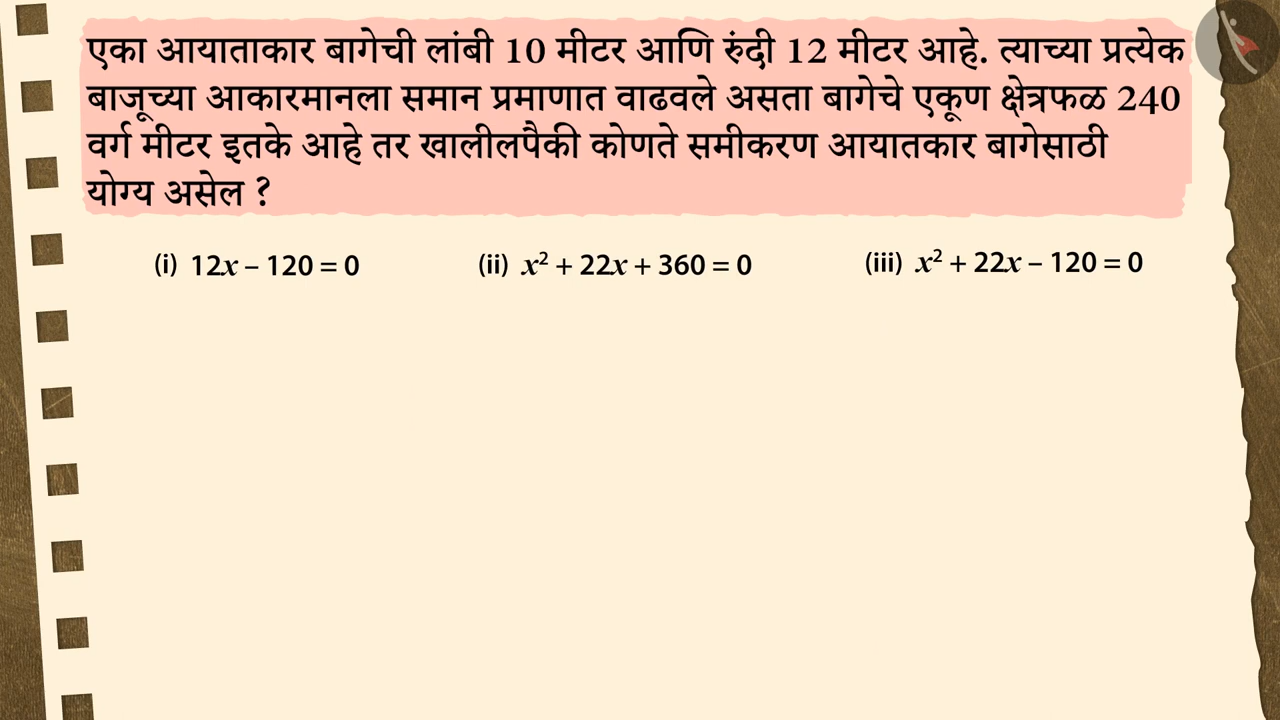 एका आयाताकार बागेची लांबी 10 मीटर आणि रुंदी 12 मीटर आहे. त्याच्या प्रत्येक
बाजूच्या आकारमानला समान प्रमाणात वाढवले असता बागेचे एकूण क्षेत्रफळ 240
वर्ग मीटर इतके आहे तर खालीलपैकी कोणते समीकरण आयातकार बागेसाठी
योग्य असेल ?
(i) 12x – 120 = 0 (ii) x² + 22x + 360 = 0 (iii) x² + 22x – 120 = 0